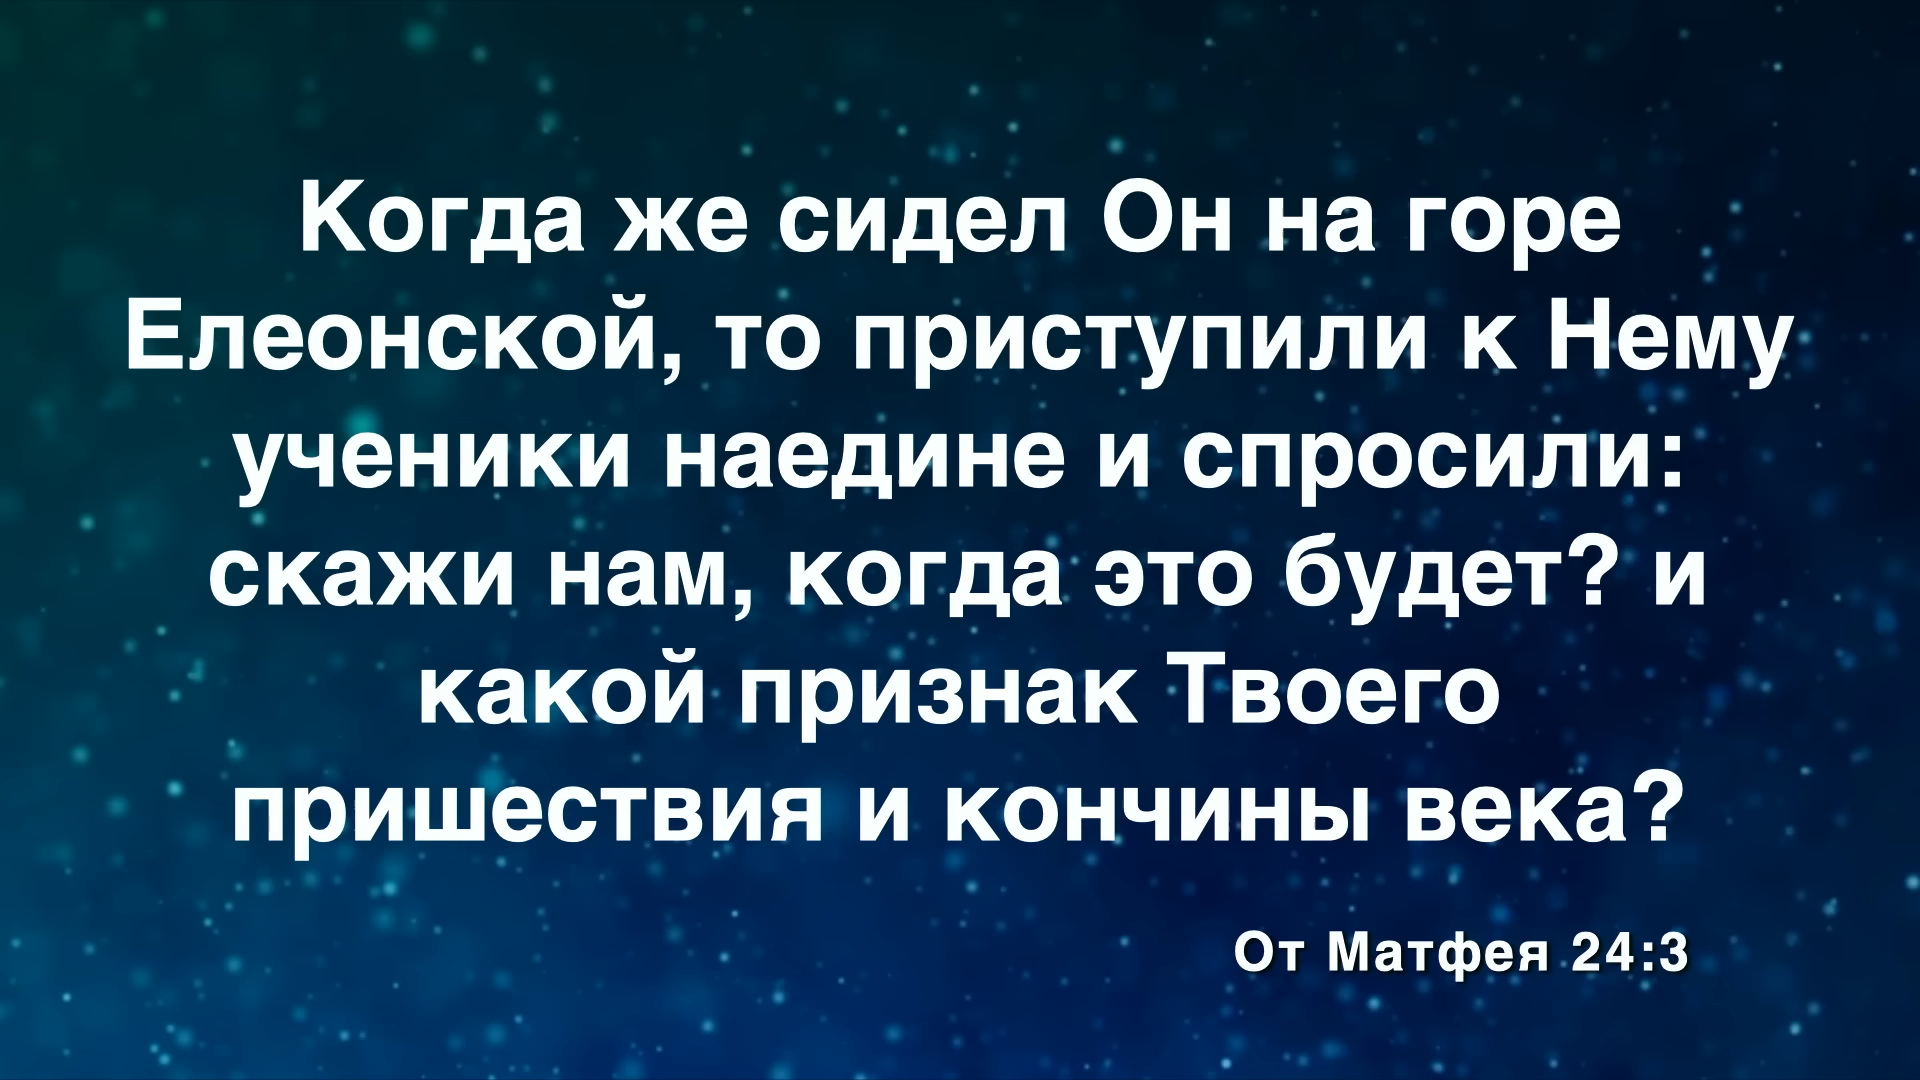 Когда же сидел Он на горе
Елеонской, то приступили к Нему
ученики наедине и спросили:
скажи нам, когда это будет? и
какой признак Твоего
пришествия и кончины века?
От Матфея 24:3